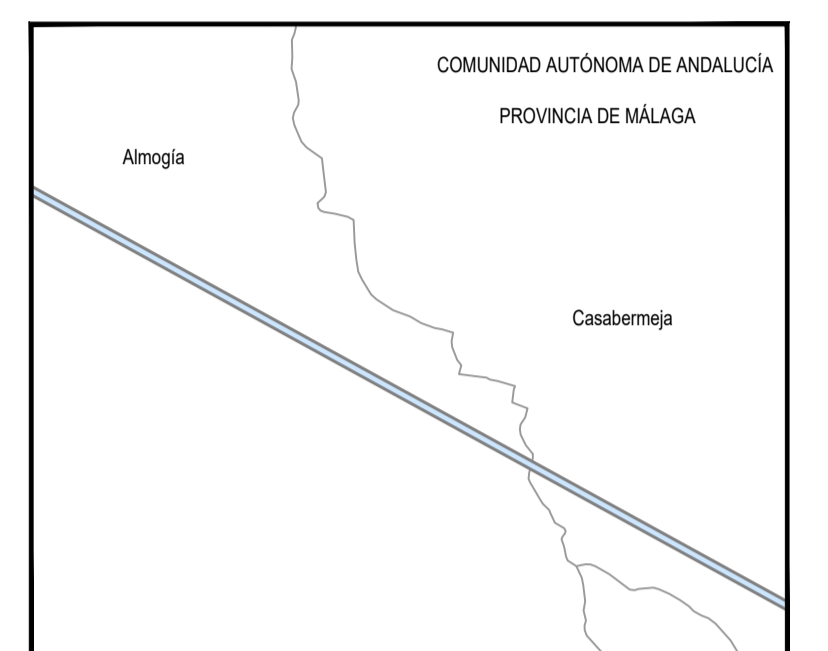 COMUNIDAD AUTÓNOMA DE ANDALUCÍA
PROVINCIA DE MÁLAGA
Almogía
Casabermeja